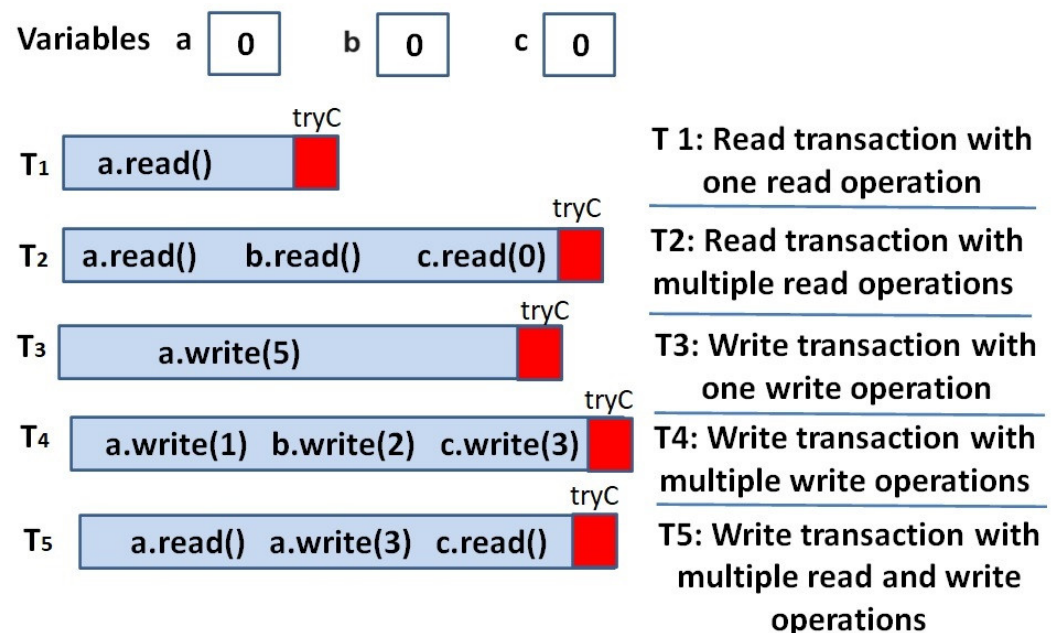 Variables a 0 b 0 c 0
tryC
T1 a.read()
T 1: Read transaction with
one read operation
tryC
T2 a.read() b.read() c.read(0)
T2: Read transaction with
multiple read operations
tryC
T3 a.write(5)
T3: Write transaction with
one write operation
tryC
T4 a.write(1) b.write(2) c.write(3)
T4: Write transaction with
multiple write operations
tryC
T5 a.read() a.write(3) c.read()
T5: Write transaction with
multiple read and write
operations